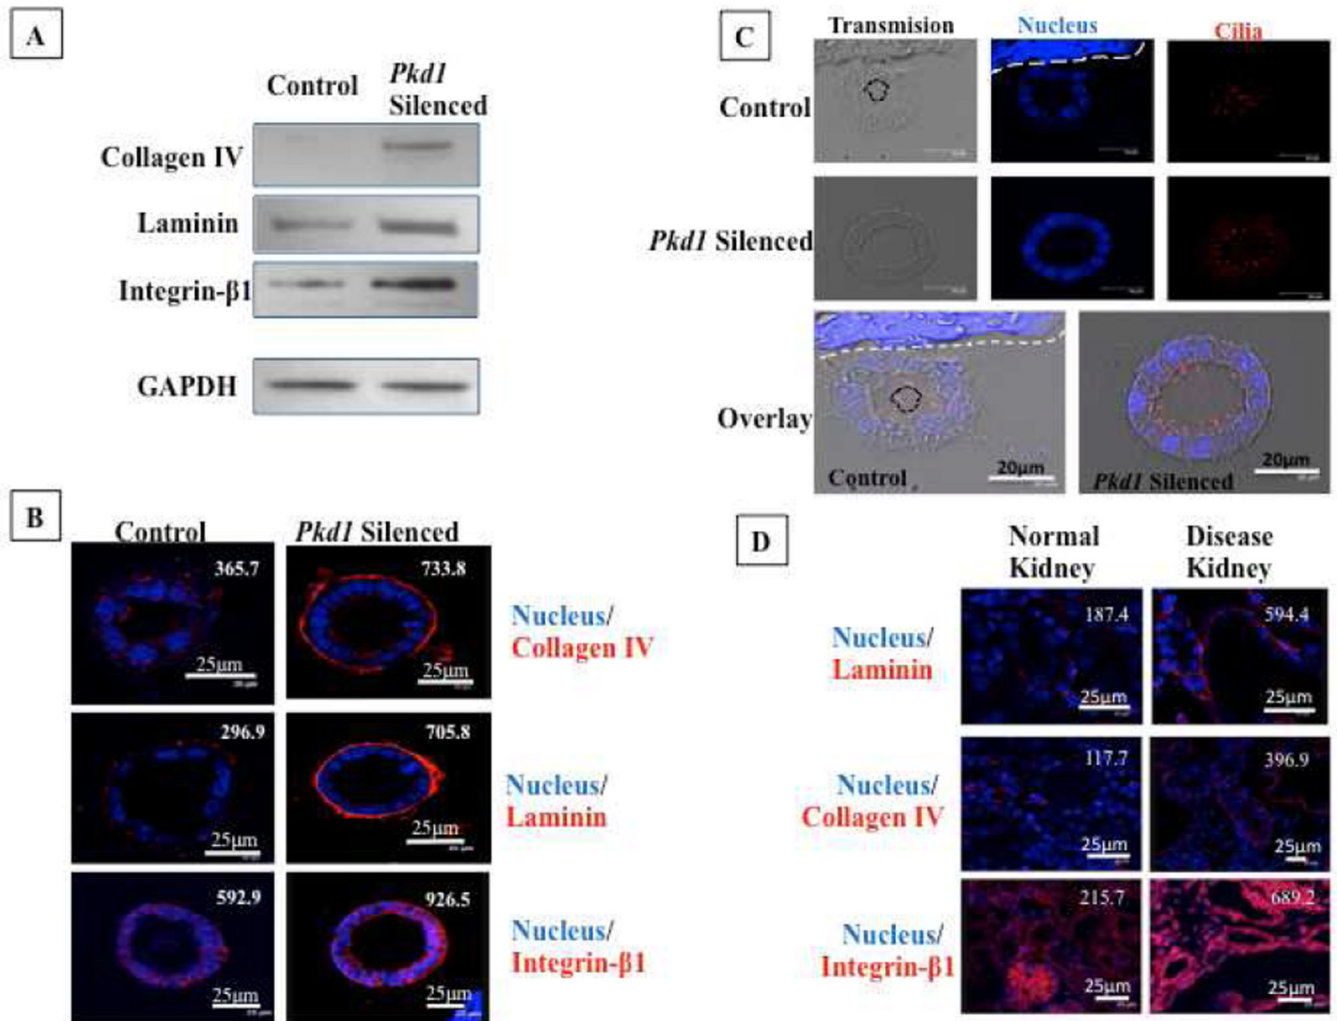 A
Control
Pkd1
Silenced
Collagen IV
Laminin
Integrin-β1
GAPDH
B
Control
Pkd1 Silenced
365.7
25µm
733.8
25µm
Nucleus/
Collagen IV
296.9
25µm
705.8
25µm
Nucleus/
Laminin
592.9
25µm
926.5
25µm
Nucleus/
Integrin-β1
C
Transmision
Nucleus
Cilia
Control
Pkd1 Silenced
Overlay
Control
20µm
Pkd1 Silenced
20µm
D
Normal
Kidney
Disease
Kidney
Nucleus/
Laminin
187.4
25µm
594.4
25µm
Nucleus/
Collagen IV
117.7
25µm
396.9
25µm
Nucleus/
Integrin-β1
215.7
25µm
689.2
25µm